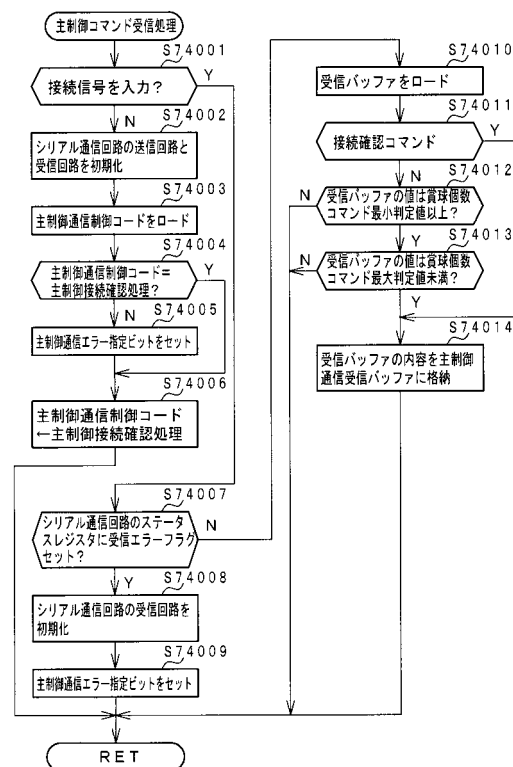 主制御コマンド受信処理
S74001
接続信号を入力?
Y
N
S74002
シリアル通信回路の送信回路と
受信回路を初期化
S74003
主制御通信制御コードをロード
S74004
主制御通信制御コード=
主制御接続確認処理?
Y
N
S74005
主制御通信エラー指定ビットをセット
S74006
主制御通信制御コード
←主制御接続確認処理
S74007
シリアル通信回路のステータ
スレジスタに受信エラーフラグ
セット?
N
Y
S74008
シリアル通信回路の受信回路を
初期化
S74009
主制御通信エラー指定ビットをセット
RET
S74010
受信バッファをロード
S74011
接続確認コマンド
Y
N
S74012
N
受信バッファの値は賞球個数
コマンド最小判定値以上?
Y
S74013
N
受信バッファの値は賞球個数
コマンド最大判定値未満?
Y
S74014
受信バッファの内容を主制御
通信受信バッファに格納